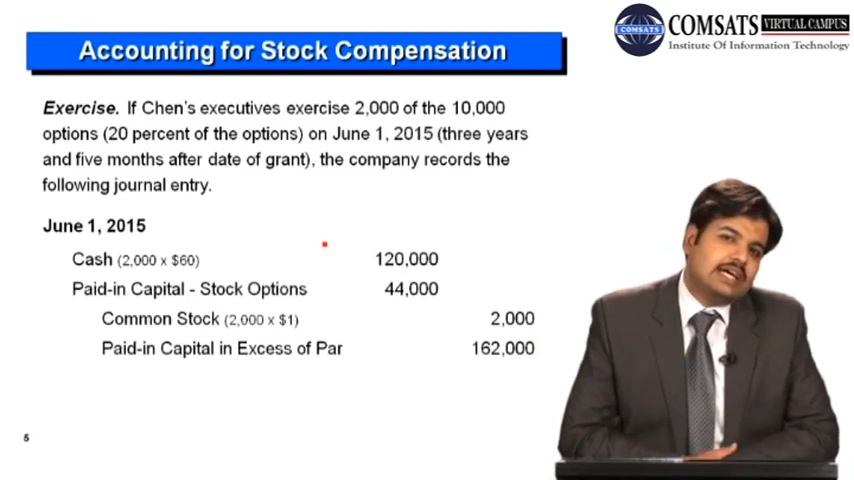 COMSATS VIRTUAL CAMPUS
COMSATS
Institute Of Information Technology
Accounting for Stock Compensation
Exercise. If Chen's executives exercise 2,000 of the 10,000
options (20 percent of the options) on June 1, 2015 (three years
and five months after date of grant), the company records the
following journal entry.
June 1, 2015
Cash (2,000 x $60) 120,000
Paid-in Capital - Stock Options 44,000
Common Stock (2,000 x $1) 2,000
Paid-in Capital in Excess of Par 162,000
5